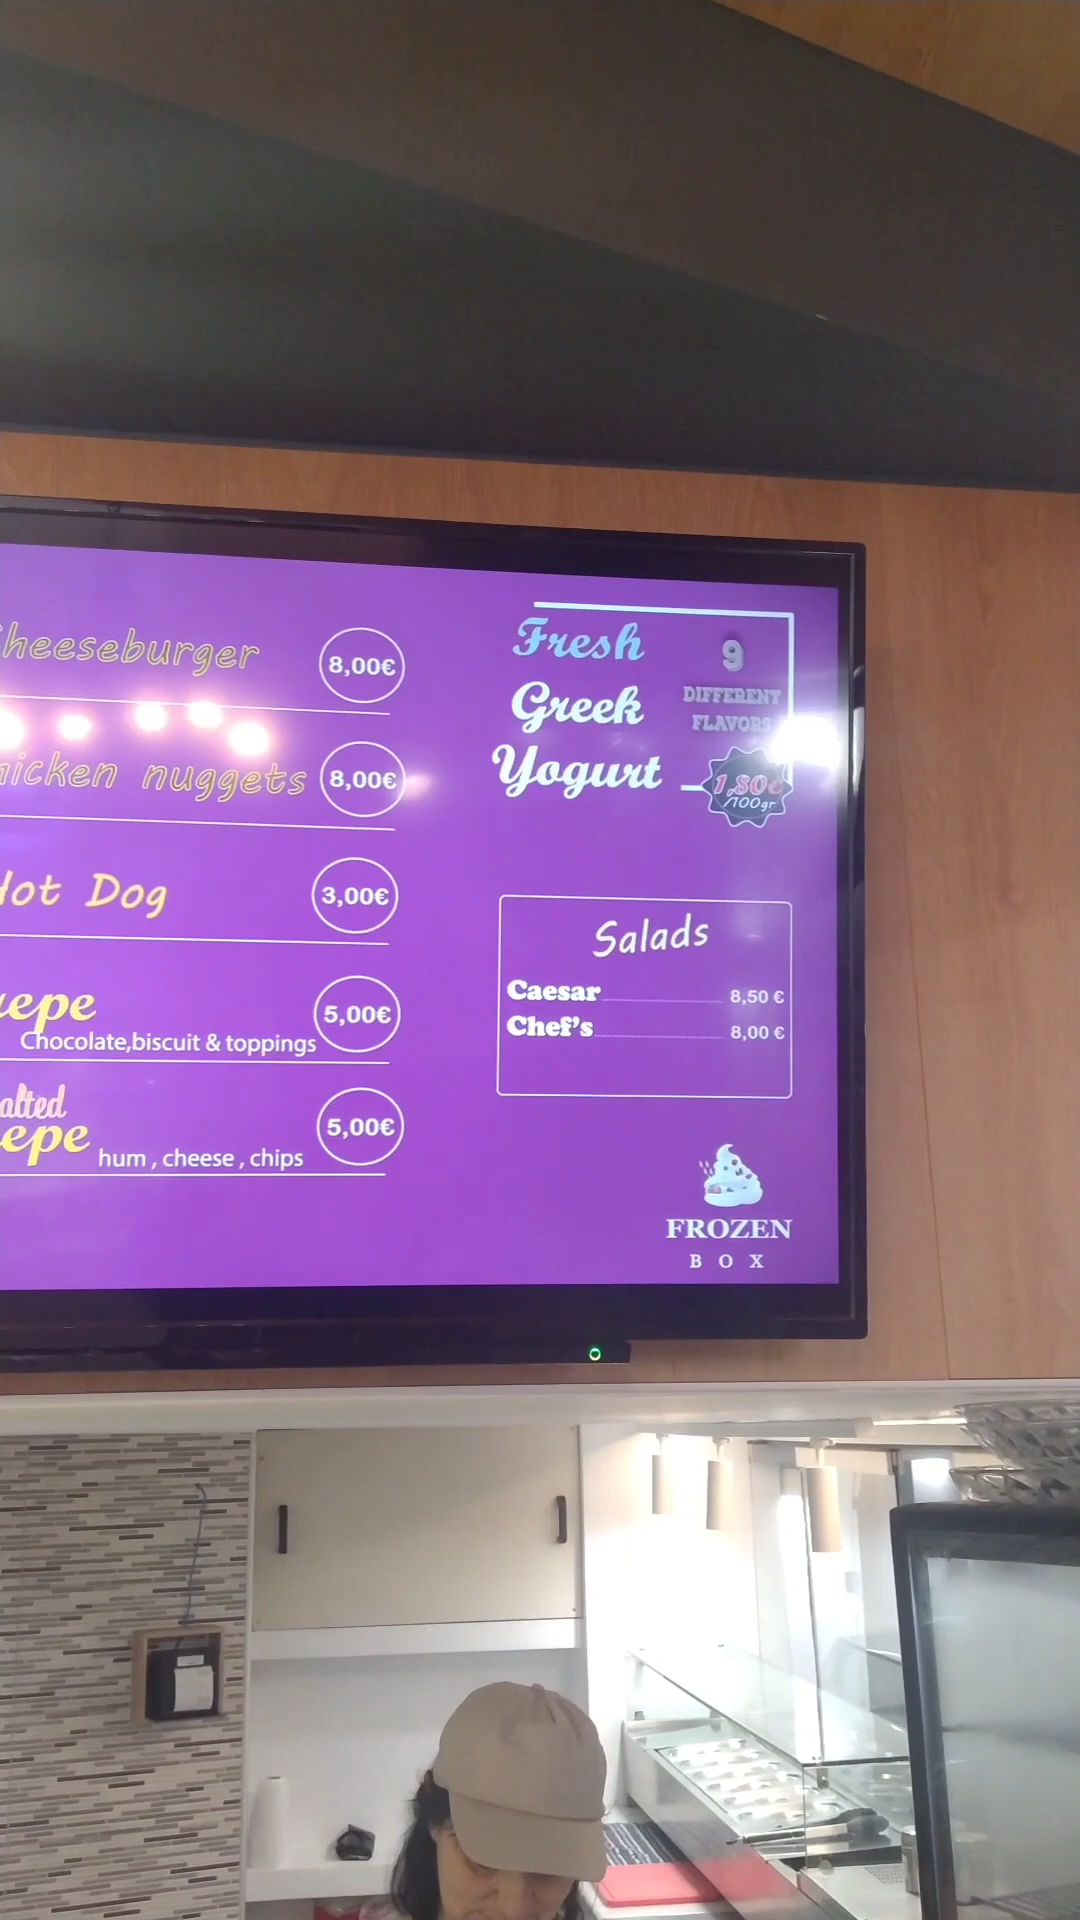 heeseburger 8,00€
icken nuggets 8,00€
Hot Dog 3,00€
epe 5,00€
Chocolate,biscuit & toppings
alted
epe 5,00€
hum , cheese , chips
Fresh
Greek
Yogurt
9
DIFFERENT
FLAVORS
1,80€
/100gr
Salads
Caesar 8,50 €
Chef's 8,00 €
FROZEN
BOX